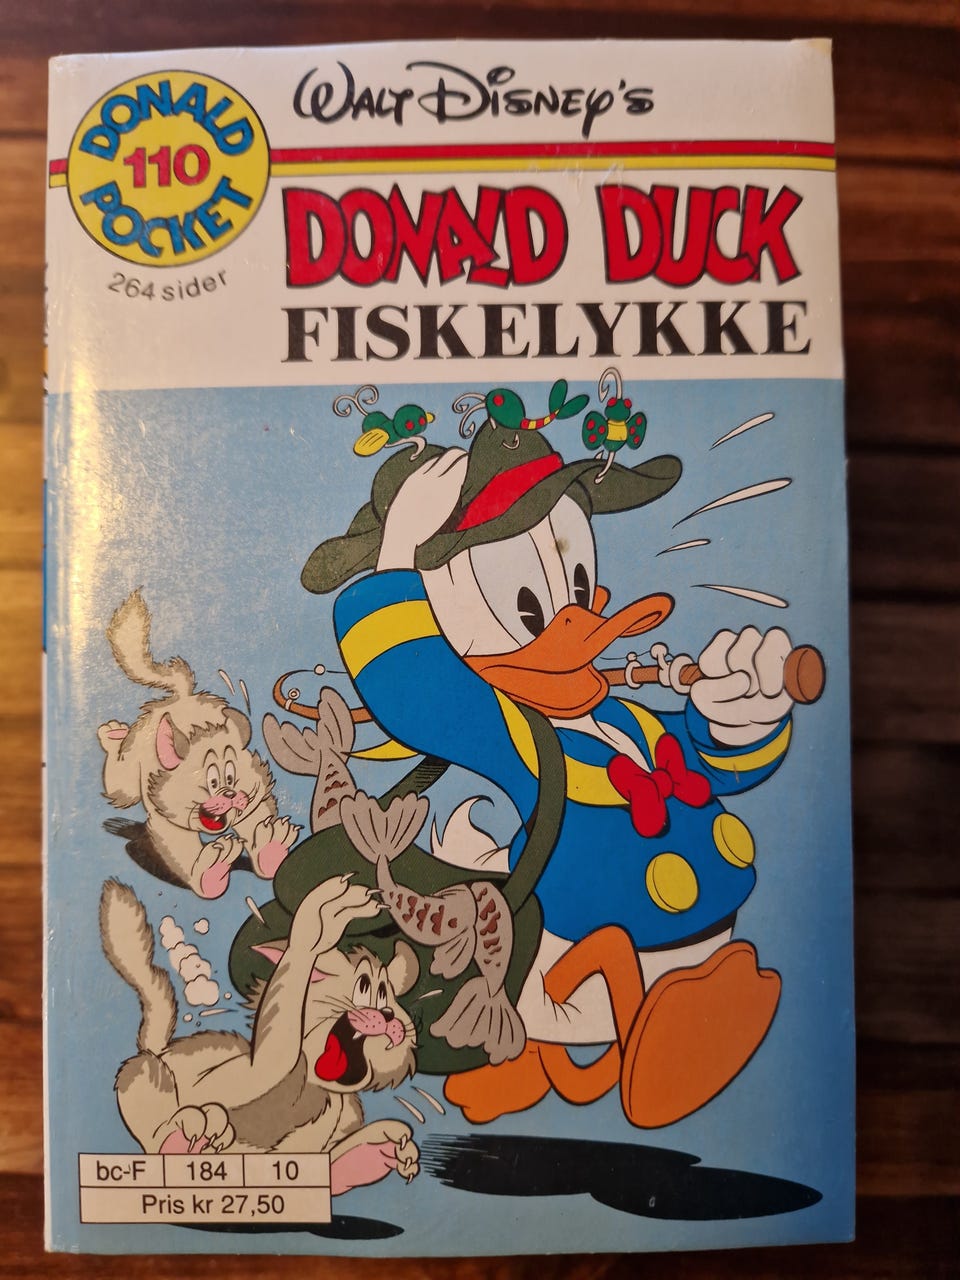 WALT DISNEY'S
DONALD
110
POCKET
264 sider
DONALD DUCK
FISKELYKKE
bc-F 184 10
Pris kr 27,50